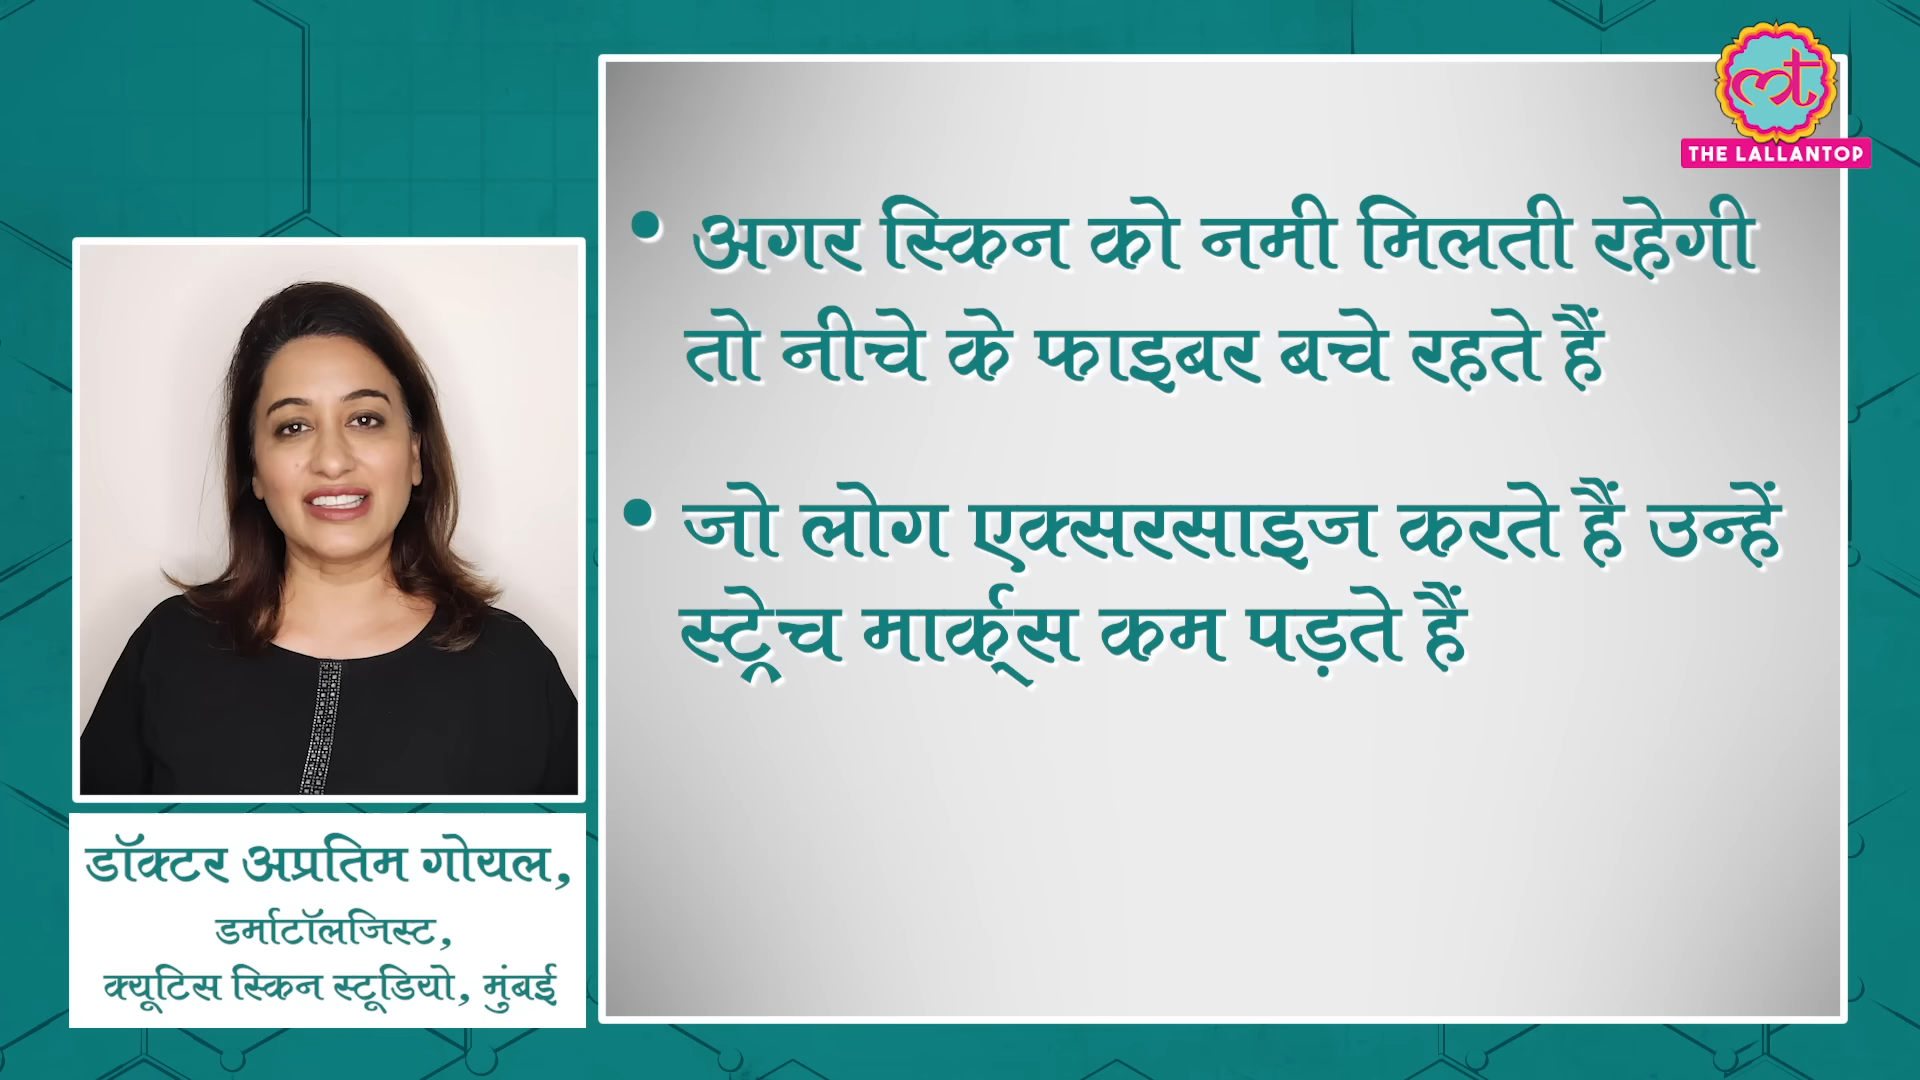 THE LALLANTOP
• अगर स्किन को नमी मिलती रहेगी
तो नीचे के फाइबर बचे रहते हैं
• जो लोग एक्सरसाइज करते हैं उन्हें
स्ट्रेच मार्क्स कम पड़ते हैं
डॉक्टर अप्रतिम गोयल,
डर्माटॉलजिस्ट,
क्यूटिस स्किन स्टूडियो, मुंबई